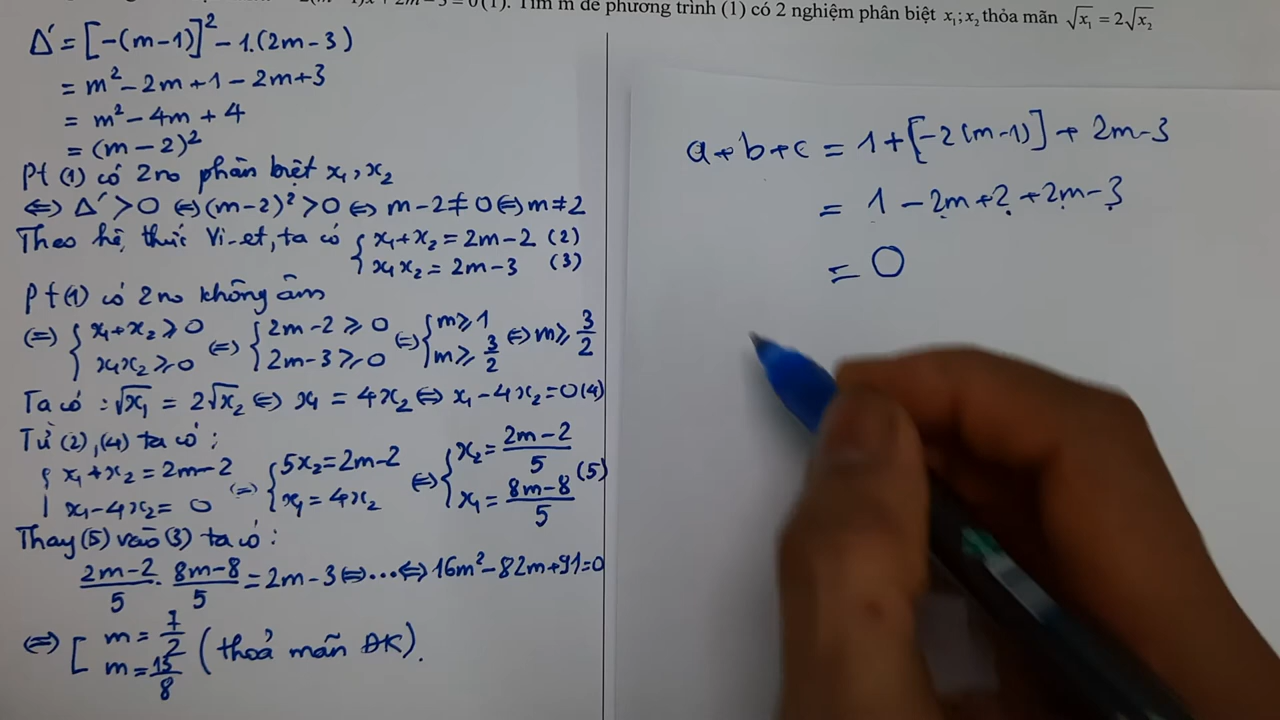 = 0 (1). Tìm m để phương trình (1) có 2 nghiệm phân biệt x₁; x₂ thỏa mãn √x₁ = 2√x₂
Δ' = [-(m-1)]² - 1.(2m-3)
= m² - 2m + 1 - 2m + 3
= m² - 4m + 4
= (m-2)²
Pt (1) có 2 no phân biệt x₁, x₂
⇔ Δ' > 0 ⇔ (m-2)² > 0 ⇔ m-2 ≠ 0 ⇔ m ≠ 2
Theo hệ thức Vi-et, ta có { x₁+x₂ = 2m-2 (2)
x₁x₂ = 2m-3 (3)
Pt (1) có 2 no không âm
⇔ { x₁+x₂ ≥ 0 ⇔ { 2m-2 ≥ 0 ⇔ { m ≥ 1 ⇔ m ≥ 3/2
x₁x₂ ≥ 0 2m-3 ≥ 0 m ≥ 3/2
Ta có : √x₁ = 2√x₂ ⇔ x₁ = 4x₂ ⇔ x₁ - 4x₂ = 0 (4)
Từ (2), (4) ta có :
{ x₁+x₂ = 2m-2 ⇔ { 5x₂ = 2m-2 ⇔ { x₂ = (2m-2)/5
x₁-4x₂ = 0 x₁ = 4x₂ x₁ = (8m-8)/5 (5)
Thay (5) vào (3) ta có :
(2m-2)/5 . (8m-8)/5 = 2m-3 ⇔ ... ⇔ 16m² - 82m + 91 = 0
⇔ [ m = 7/2 (thoả mãn ĐK).
m = 13/8
a+b+c = 1 + [-2(m-1)] + 2m-3
= 1 - 2m + 2 + 2m - 3
= 0